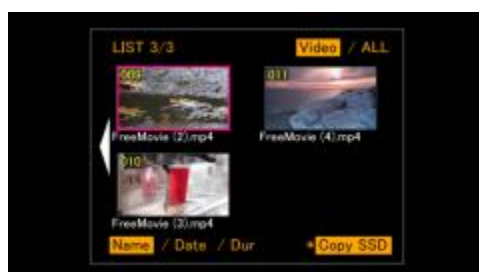 LIST 3/3 Video / ALL
009 011
FreeMovie (2).mp4 FreeMovie (4).mp4
010
FreeMovie (3).mp4
Name / Date / Dur *Copy SSD